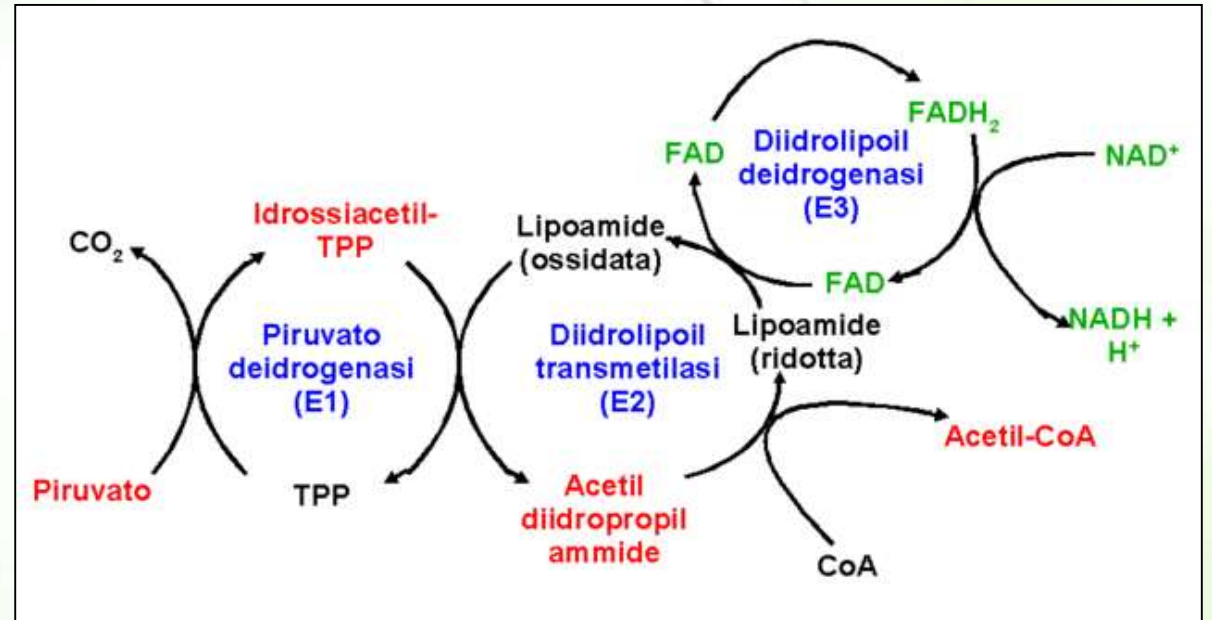 FADH₂
FAD
Diidrolipoil
deidrogenasi
(E3)
NAD⁺
Idrossiacetil-
TPP
CO₂
Lipoamide
(ossidata)
FAD
Lipoamide
(ridotta)
NADH +
H⁺
Piruvato
deidrogenasi
(E1)
Diidrolipoil
transmetilasi
(E2)
Acetil-CoA
Piruvato
TPP
Acetil
diidropropil
ammide
CoA